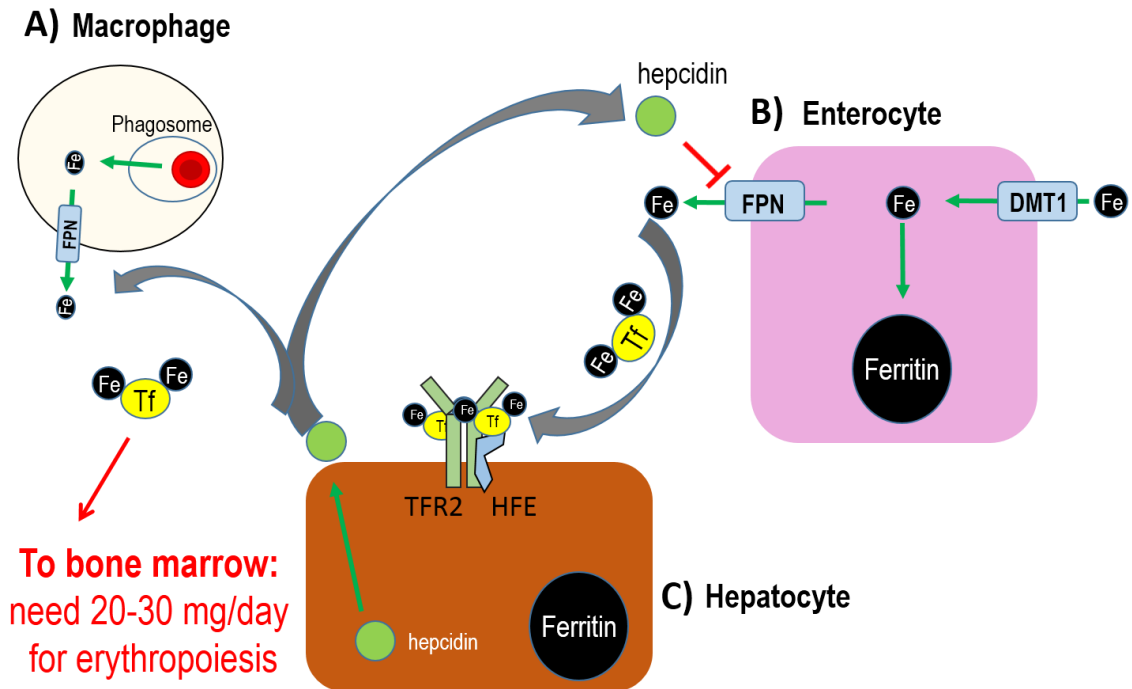 A) Macrophage
Phagosome
Fe
FPN
Fe
Fe
Fe
Tf
To bone marrow:
need 20-30 mg/day
for erythropoiesis
hepcidin
B) Enterocyte
Fe
FPN
Fe
DMT1
Fe
Ferritin
Fe
Fe
Tf
Fe
Fe
Fe
Tf
Tf
TFR2
HFE
C) Hepatocyte
Ferritin
hepcidin